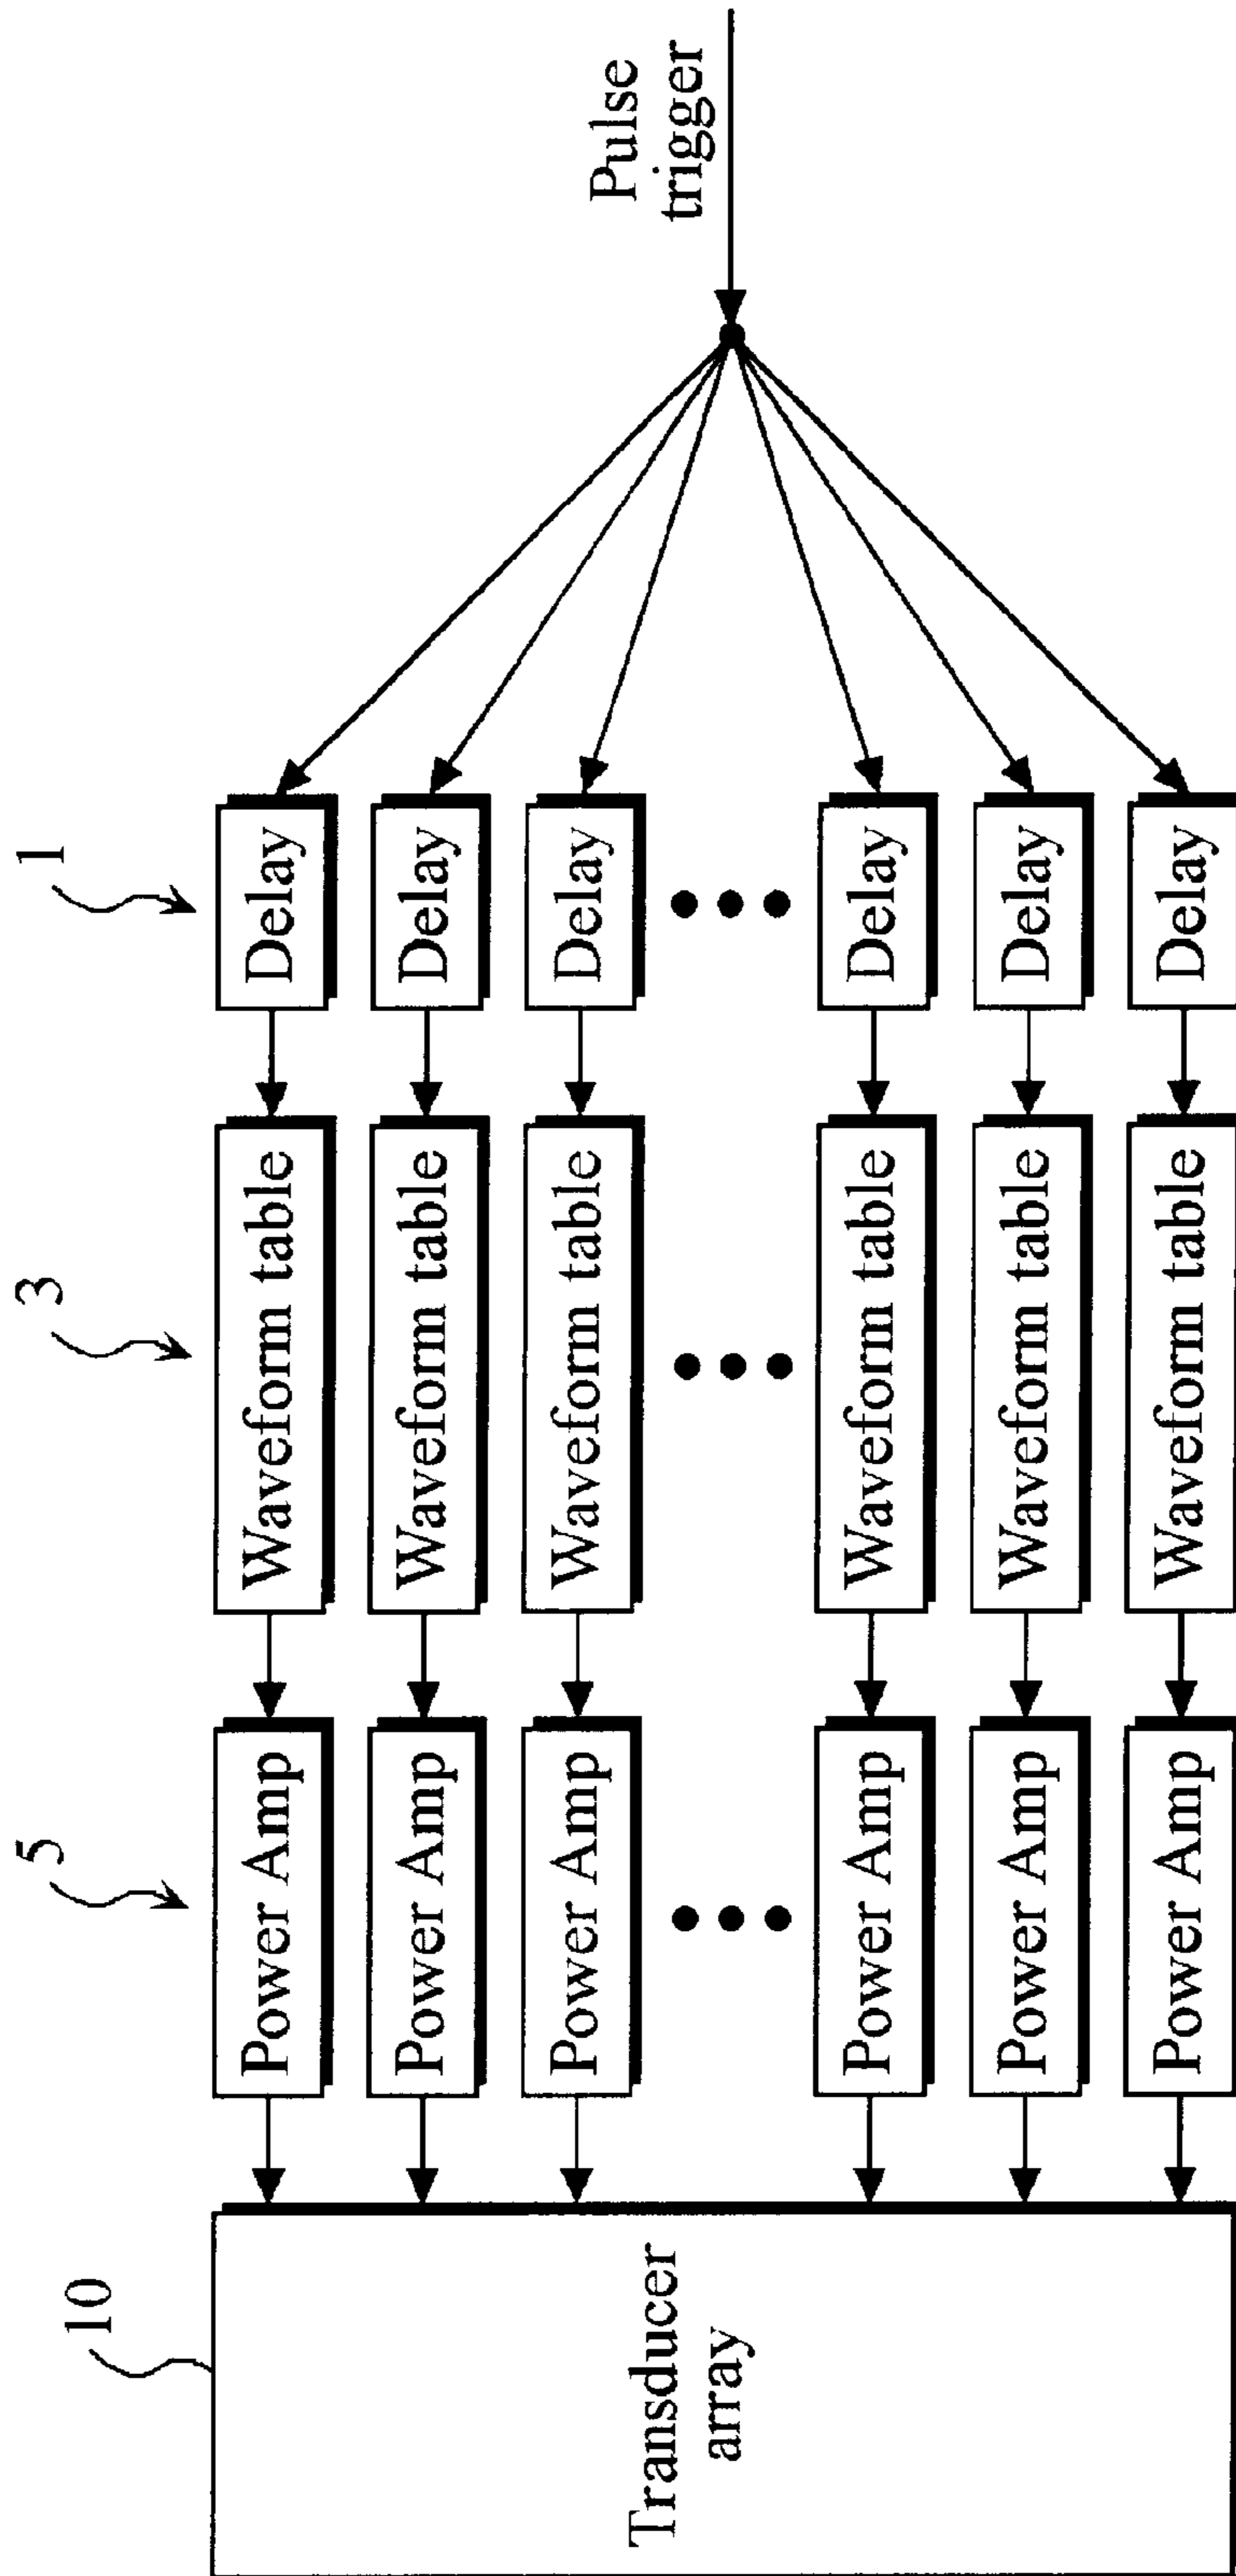 10
5
3
1
Power Amp
Waveform table
Delay
Power Amp
Waveform table
Delay
Power Amp
Waveform table
Delay
Transducer
array
Pulse
trigger
Power Amp
Waveform table
Delay
Power Amp
Waveform table
Delay
Power Amp
Waveform table
Delay